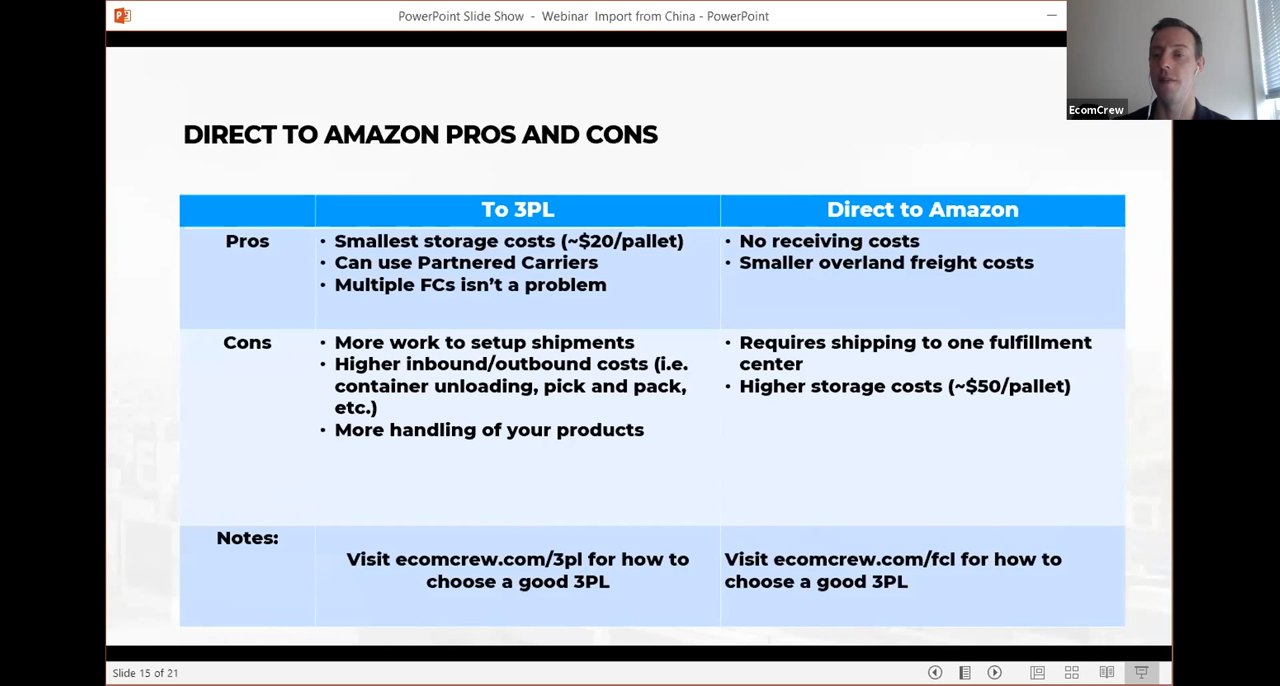 PowerPoint Slide Show - Webinar Import from China - PowerPoint
EcomCrew
DIRECT TO AMAZON PROS AND CONS
To 3PL
Direct to Amazon
Pros
• Smallest storage costs (~$20/pallet)
• Can use Partnered Carriers
• Multiple FCs isn't a problem
• No receiving costs
• Smaller overland freight costs
Cons
• More work to setup shipments
• Higher inbound/outbound costs (i.e.
container unloading, pick and pack,
etc.)
• More handling of your products
• Requires shipping to one fulfillment
center
• Higher storage costs (~$50/pallet)
Notes:
Visit ecomcrew.com/3pl for how to
choose a good 3PL
Visit ecomcrew.com/fcl for how to
choose a good 3PL
Slide 15 of 21